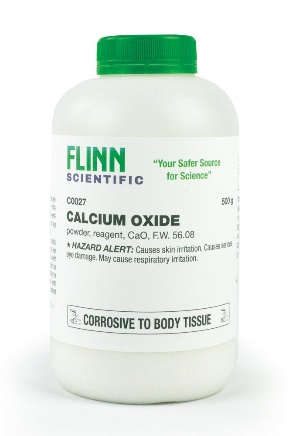 FLINN
SCIENTIFIC
"Your Safer Source
for Science"
C0027 500 g
CALCIUM OXIDE
powder, reagent, CaO, F.W. 56.08
* HAZARD ALERT: Causes skin irritation. Causes serious
eye damage. May cause respiratory irritation.
CORROSIVE TO BODY TISSUE